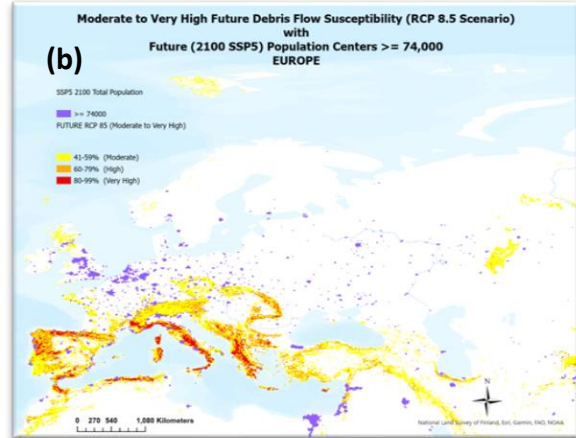 Moderate to Very High Future Debris Flow Susceptibility (RCP 8.5 Scenario)
with
Future (2100 SSP5) Population Centers >= 74,000
EUROPE
(b)
SSP5 2100 Total Population
>= 74000
FUTURE RCP 85 (Moderate to Very High)
41-59% (Moderate)
60-79% (High)
80-99% (Very High)
N
0 270 540 1,080 Kilometers
National Land Survey of Finland, Esri, Garmin, FAO, NOAA